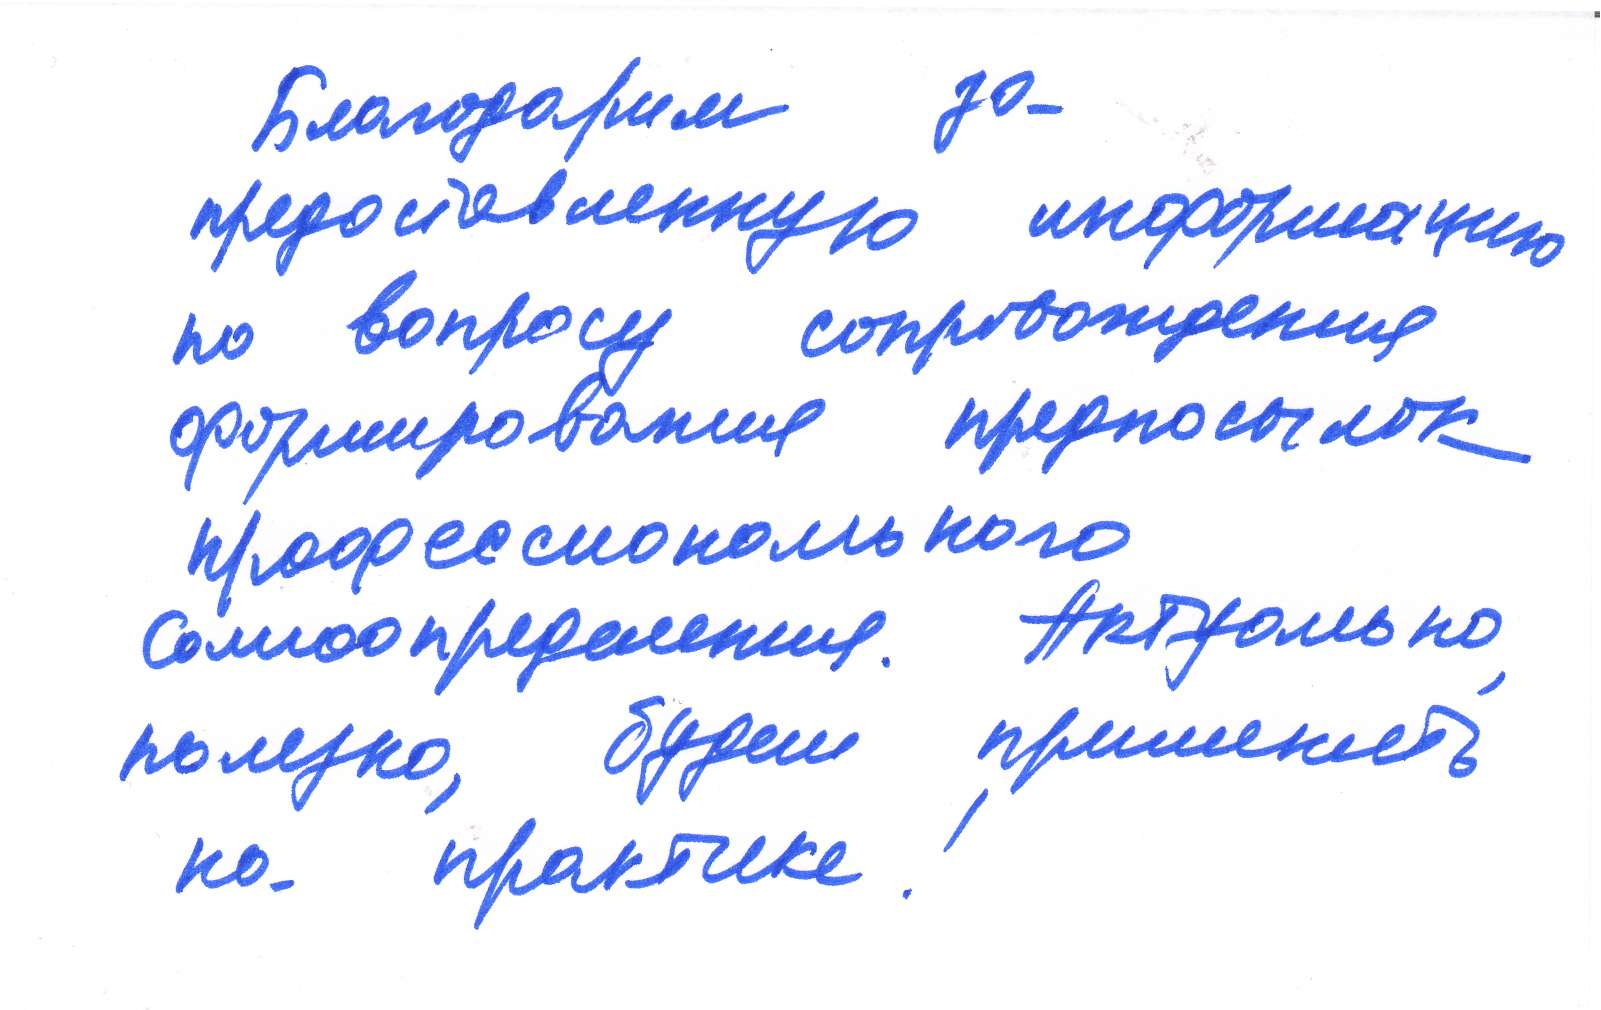 Благодарим за
предоставленную информацию
по вопросу сопровождения
формирования предпосылок
профессионального
самоопределения. Актуально,
полезно, будем применять
на практике!